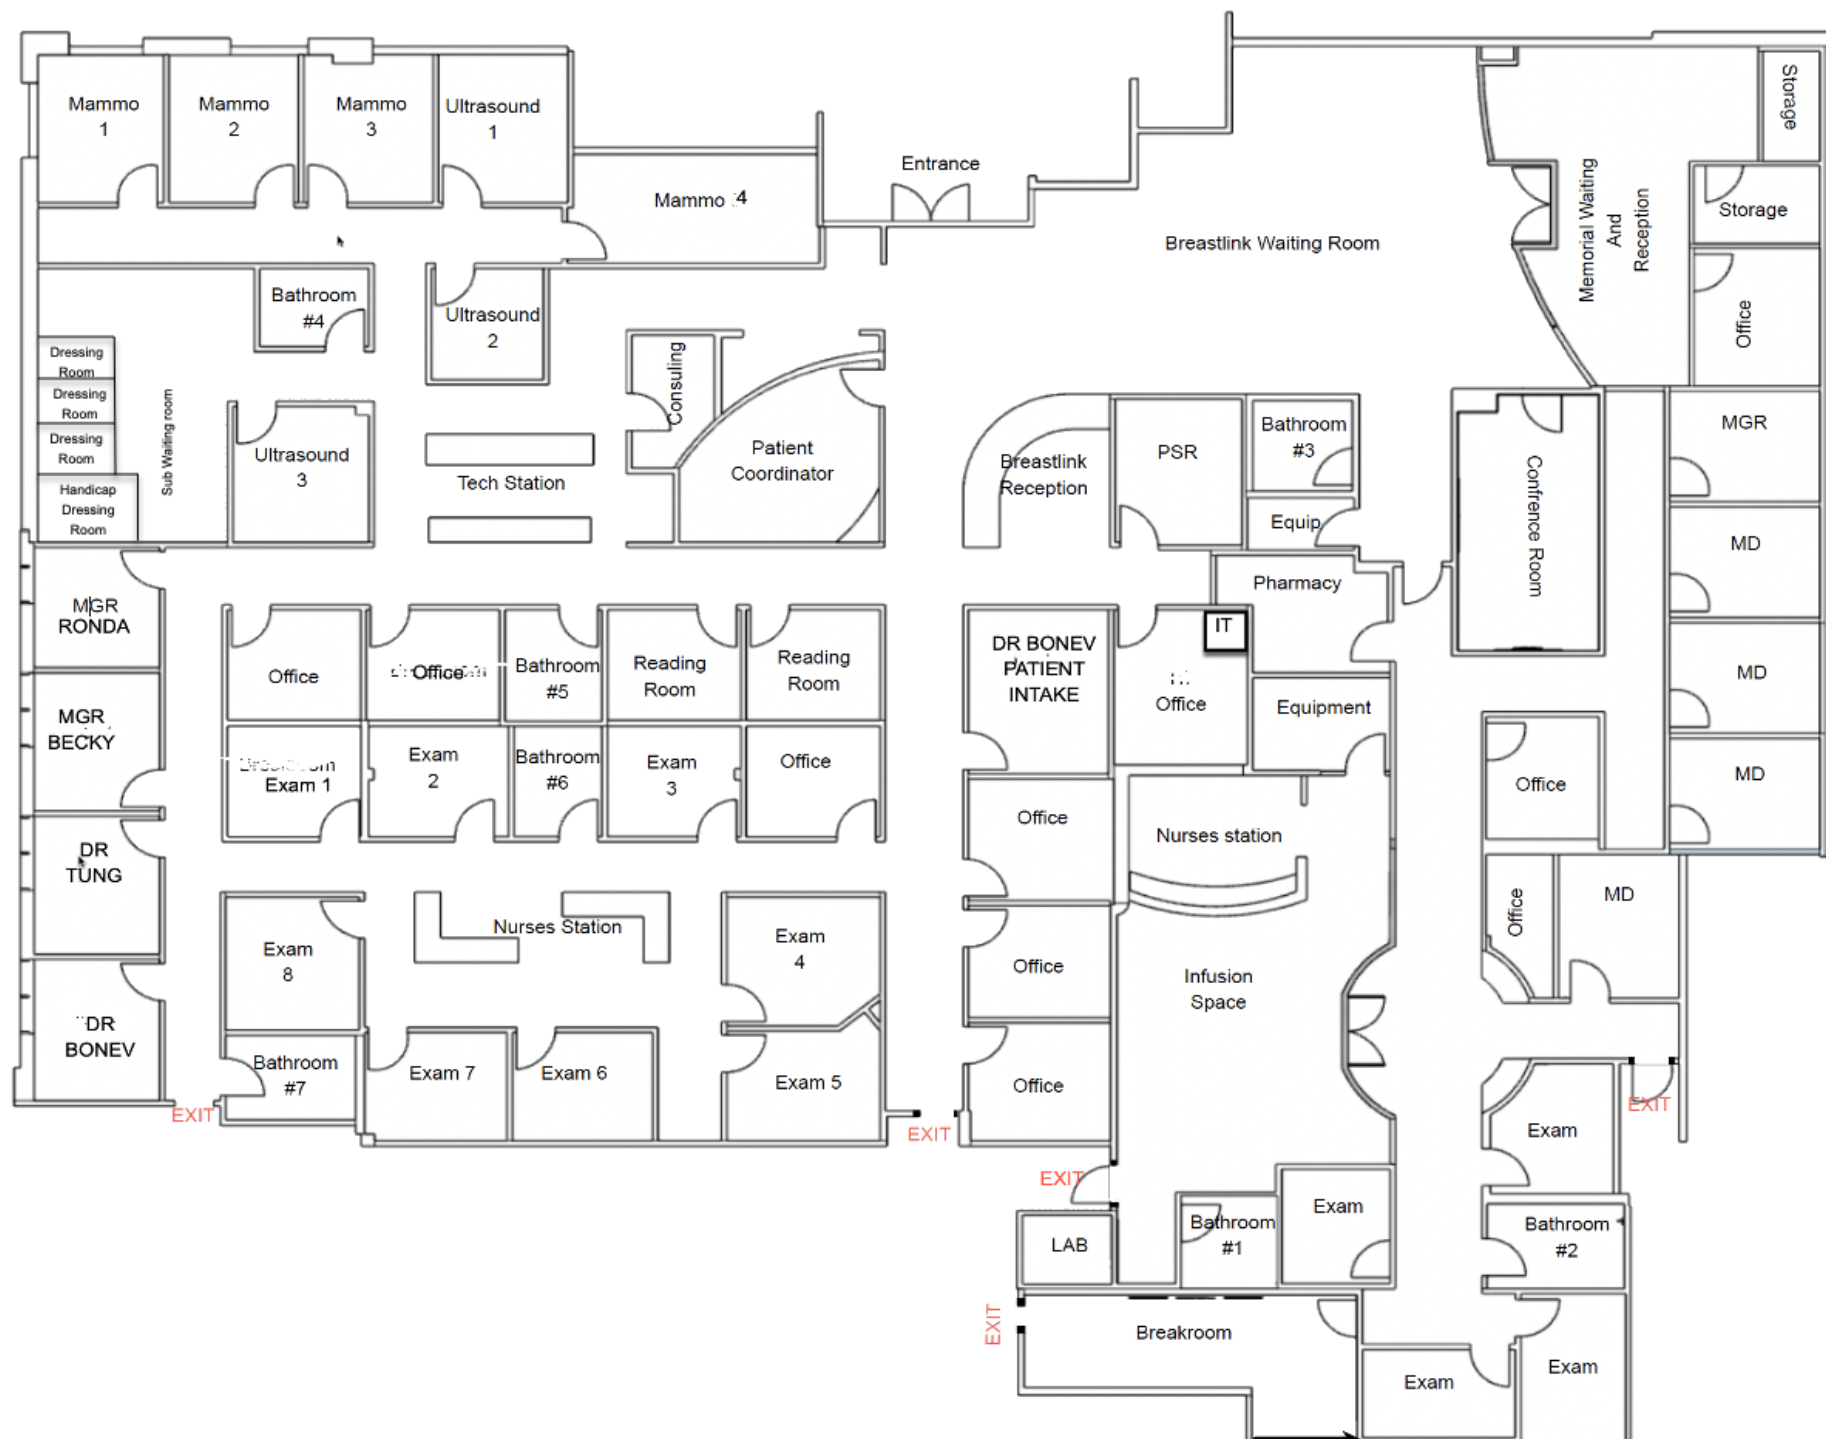 Mammo
1
Mammo
2
Mammo
3
Ultrasound
1
Mammo 4
Entrance
Breastlink Waiting Room
Memorial Waiting
And
Reception
Storage
Storage
Office
Bathroom
#4
Ultrasound
2
Dressing
Room
Dressing
Room
Dressing
Room
Handicap
Dressing
Room
Sub Waiting room
Ultrasound
3
Tech Station
Consuling
Patient
Coordinator
Breastlink
Reception
PSR
Bathroom
#3
Equip
Confrence Room
MGR
MD
MD
MD
Pharmacy
IT
MGR
RONDA
MGR
BECKY
DR
TUNG
DR
BONEV
Office
Office
Bathroom
#5
Reading
Room
Reading
Room
Exam 1
Exam
2
Bathroom
#6
Exam
3
Office
DR BONEV
PATIENT
INTAKE
Office
Equipment
Office
Nurses station
Office
Office
MD
Exam
8
Nurses Station
Exam
4
Office
Infusion
Space
Bathroom
#7
Exam 7
Exam 6
Exam 5
Office
EXIT
EXIT
EXIT
EXIT
Exam
LAB
Bathroom
#1
Exam
Bathroom
#2
EXIT
Breakroom
Exam
Exam